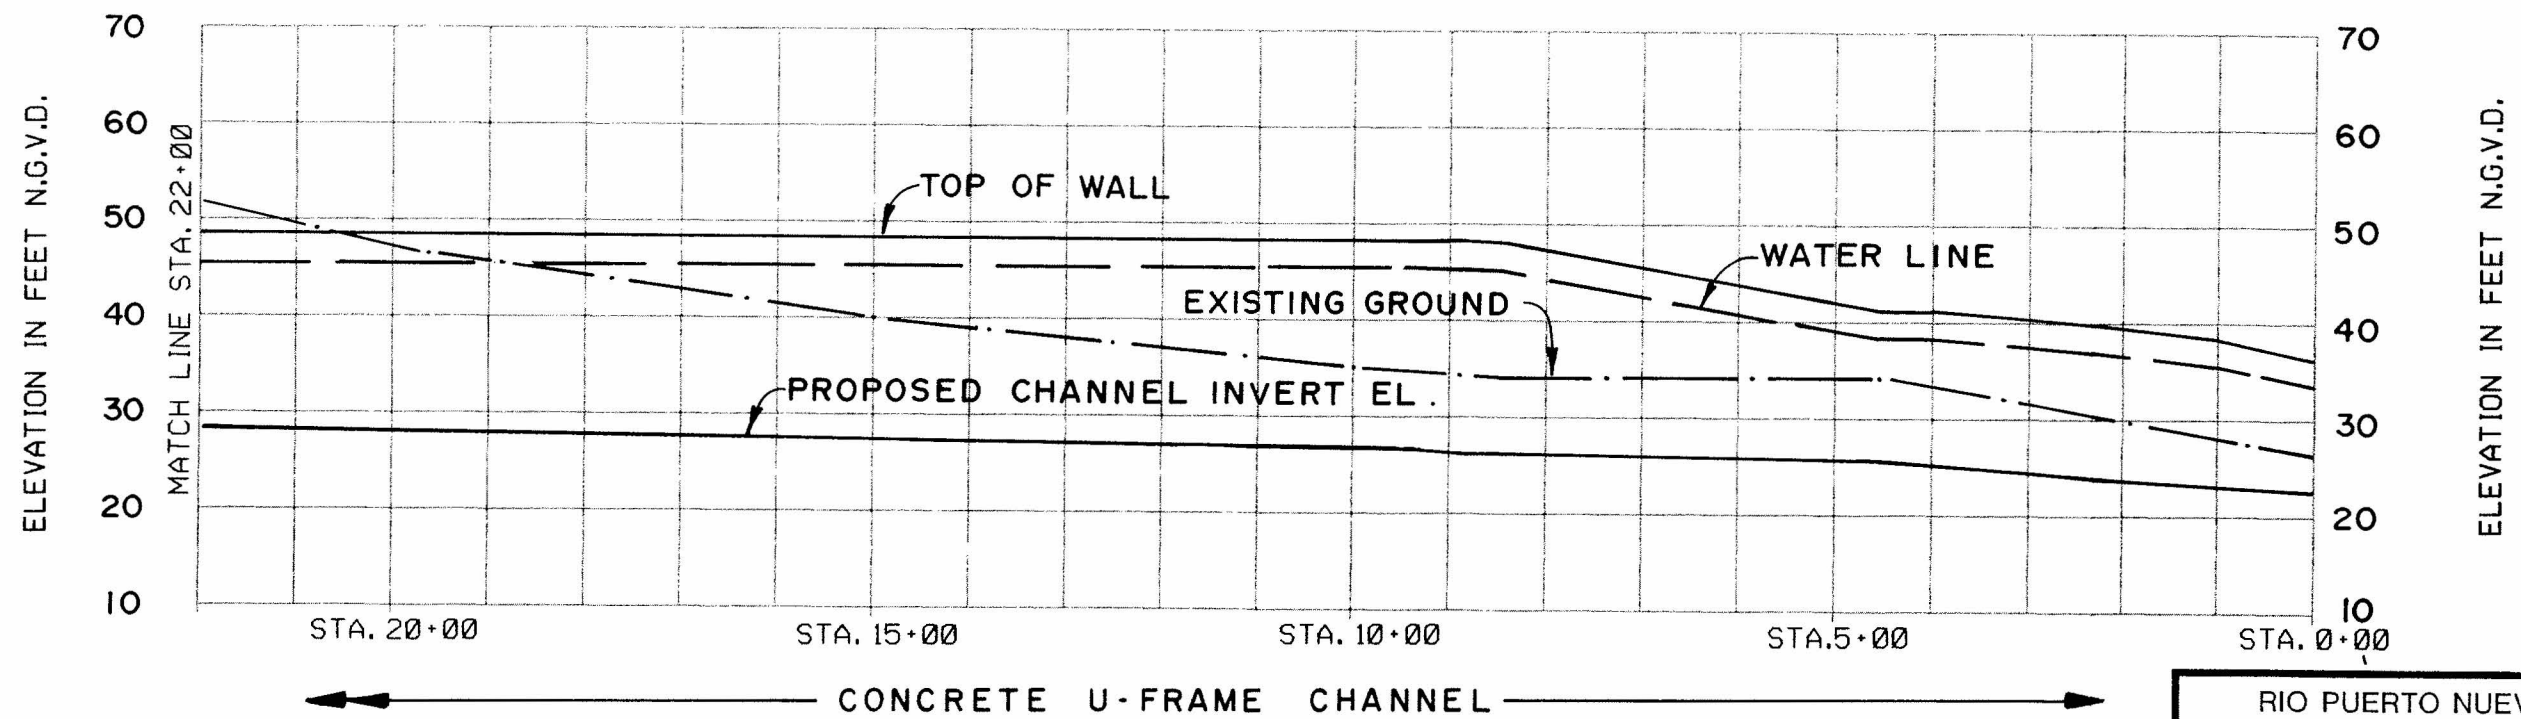 70
60
50
40
30
20
10
ELEVATION IN FEET N.G.V.D.
MATCH LINE STA. 22+00
TOP OF WALL
WATER LINE
EXISTING GROUND
PROPOSED CHANNEL INVERT EL.
70
60
50
40
30
20
10
ELEVATION IN FEET N.G.V.D.
STA. 20+00
STA. 15+00
STA. 10+00
STA. 5+00
STA. 0+00
CONCRETE U-FRAME CHANNEL
RIO PUERTO